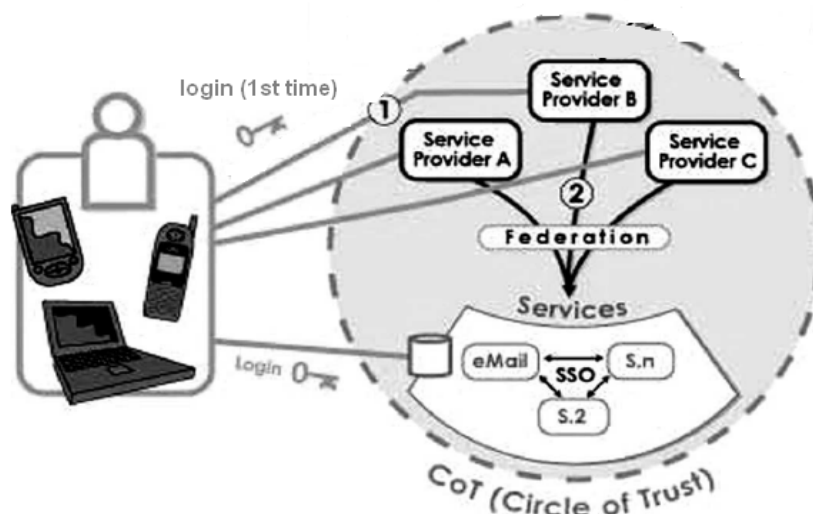 login (1st time)
1
Service
Provider B
Service
Provider A
Service
Provider C
2
Federation
Services
eMail
SSO
S.n
S.2
Login
CoT (Circle of Trust)